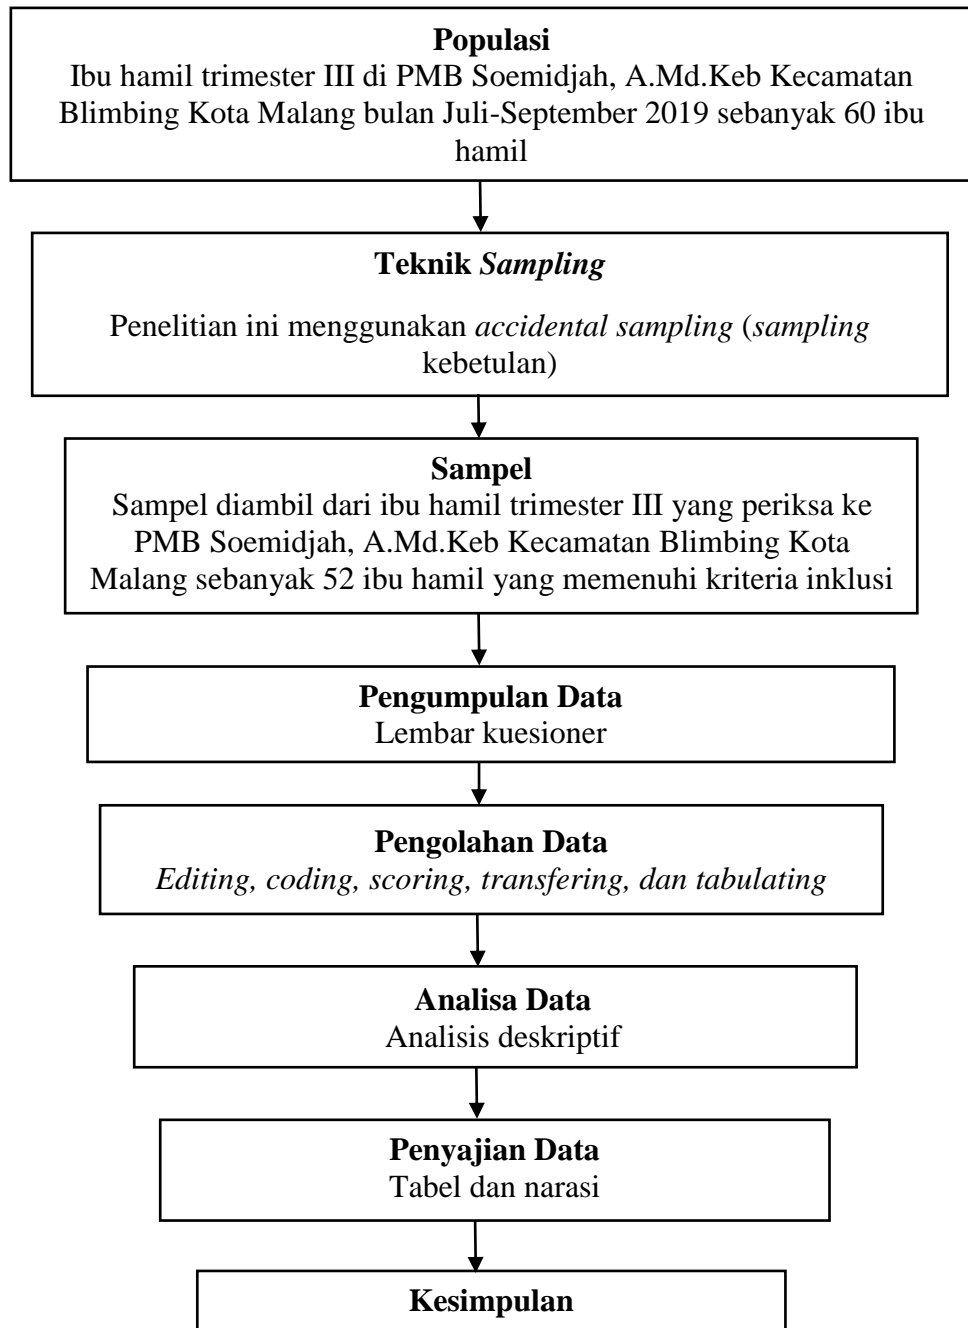 Populasi
Ibu hamil trimester III di PMB Soemidjah, A.Md.Keb Kecamatan
Blimbing Kota Malang bulan Juli-September 2019 sebanyak 60 ibu
hamil
Teknik Sampling
Penelitian ini menggunakan accidental sampling (sampling
kebetulan)
Sampel
Sampel diambil dari ibu hamil trimester III yang periksa ke
PMB Soemidjah, A.Md.Keb Kecamatan Blimbing Kota
Malang sebanyak 52 ibu hamil yang memenuhi kriteria inklusi
Pengumpulan Data
Lembar kuesioner
Pengolahan Data
Editing, coding, scoring, transfering, dan tabulating
Analisa Data
Analisis deskriptif
Penyajian Data
Tabel dan narasi
Kesimpulan